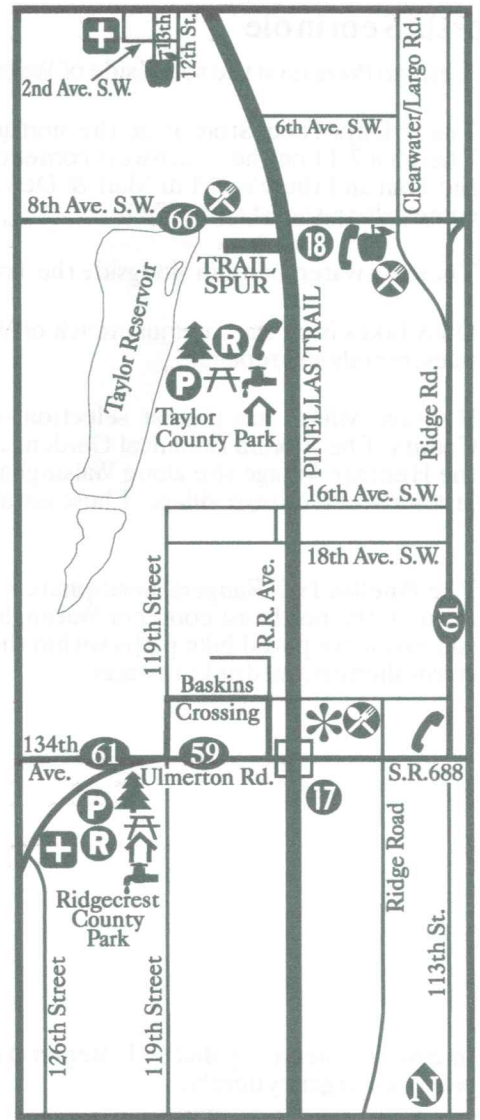 13th
12th St.
2nd Ave. S.W.
Clearwater/Largo Rd.
6th Ave. S.W.
8th Ave. S.W.
66
18
TRAIL
SPUR
Taylor Reservoir
PINELLAS TRAIL
Ridge Rd.
R
P
Taylor
County Park
16th Ave. S.W.
18th Ave. S.W.
119th Street
R.R. Ave.
61
Baskins
Crossing
134th
Ave.
61
59
Ulmerton Rd.
S.R.688
17
P
R
Ridgecrest
County
Park
Ridge Road
113th St.
126th Street
119th Street
N